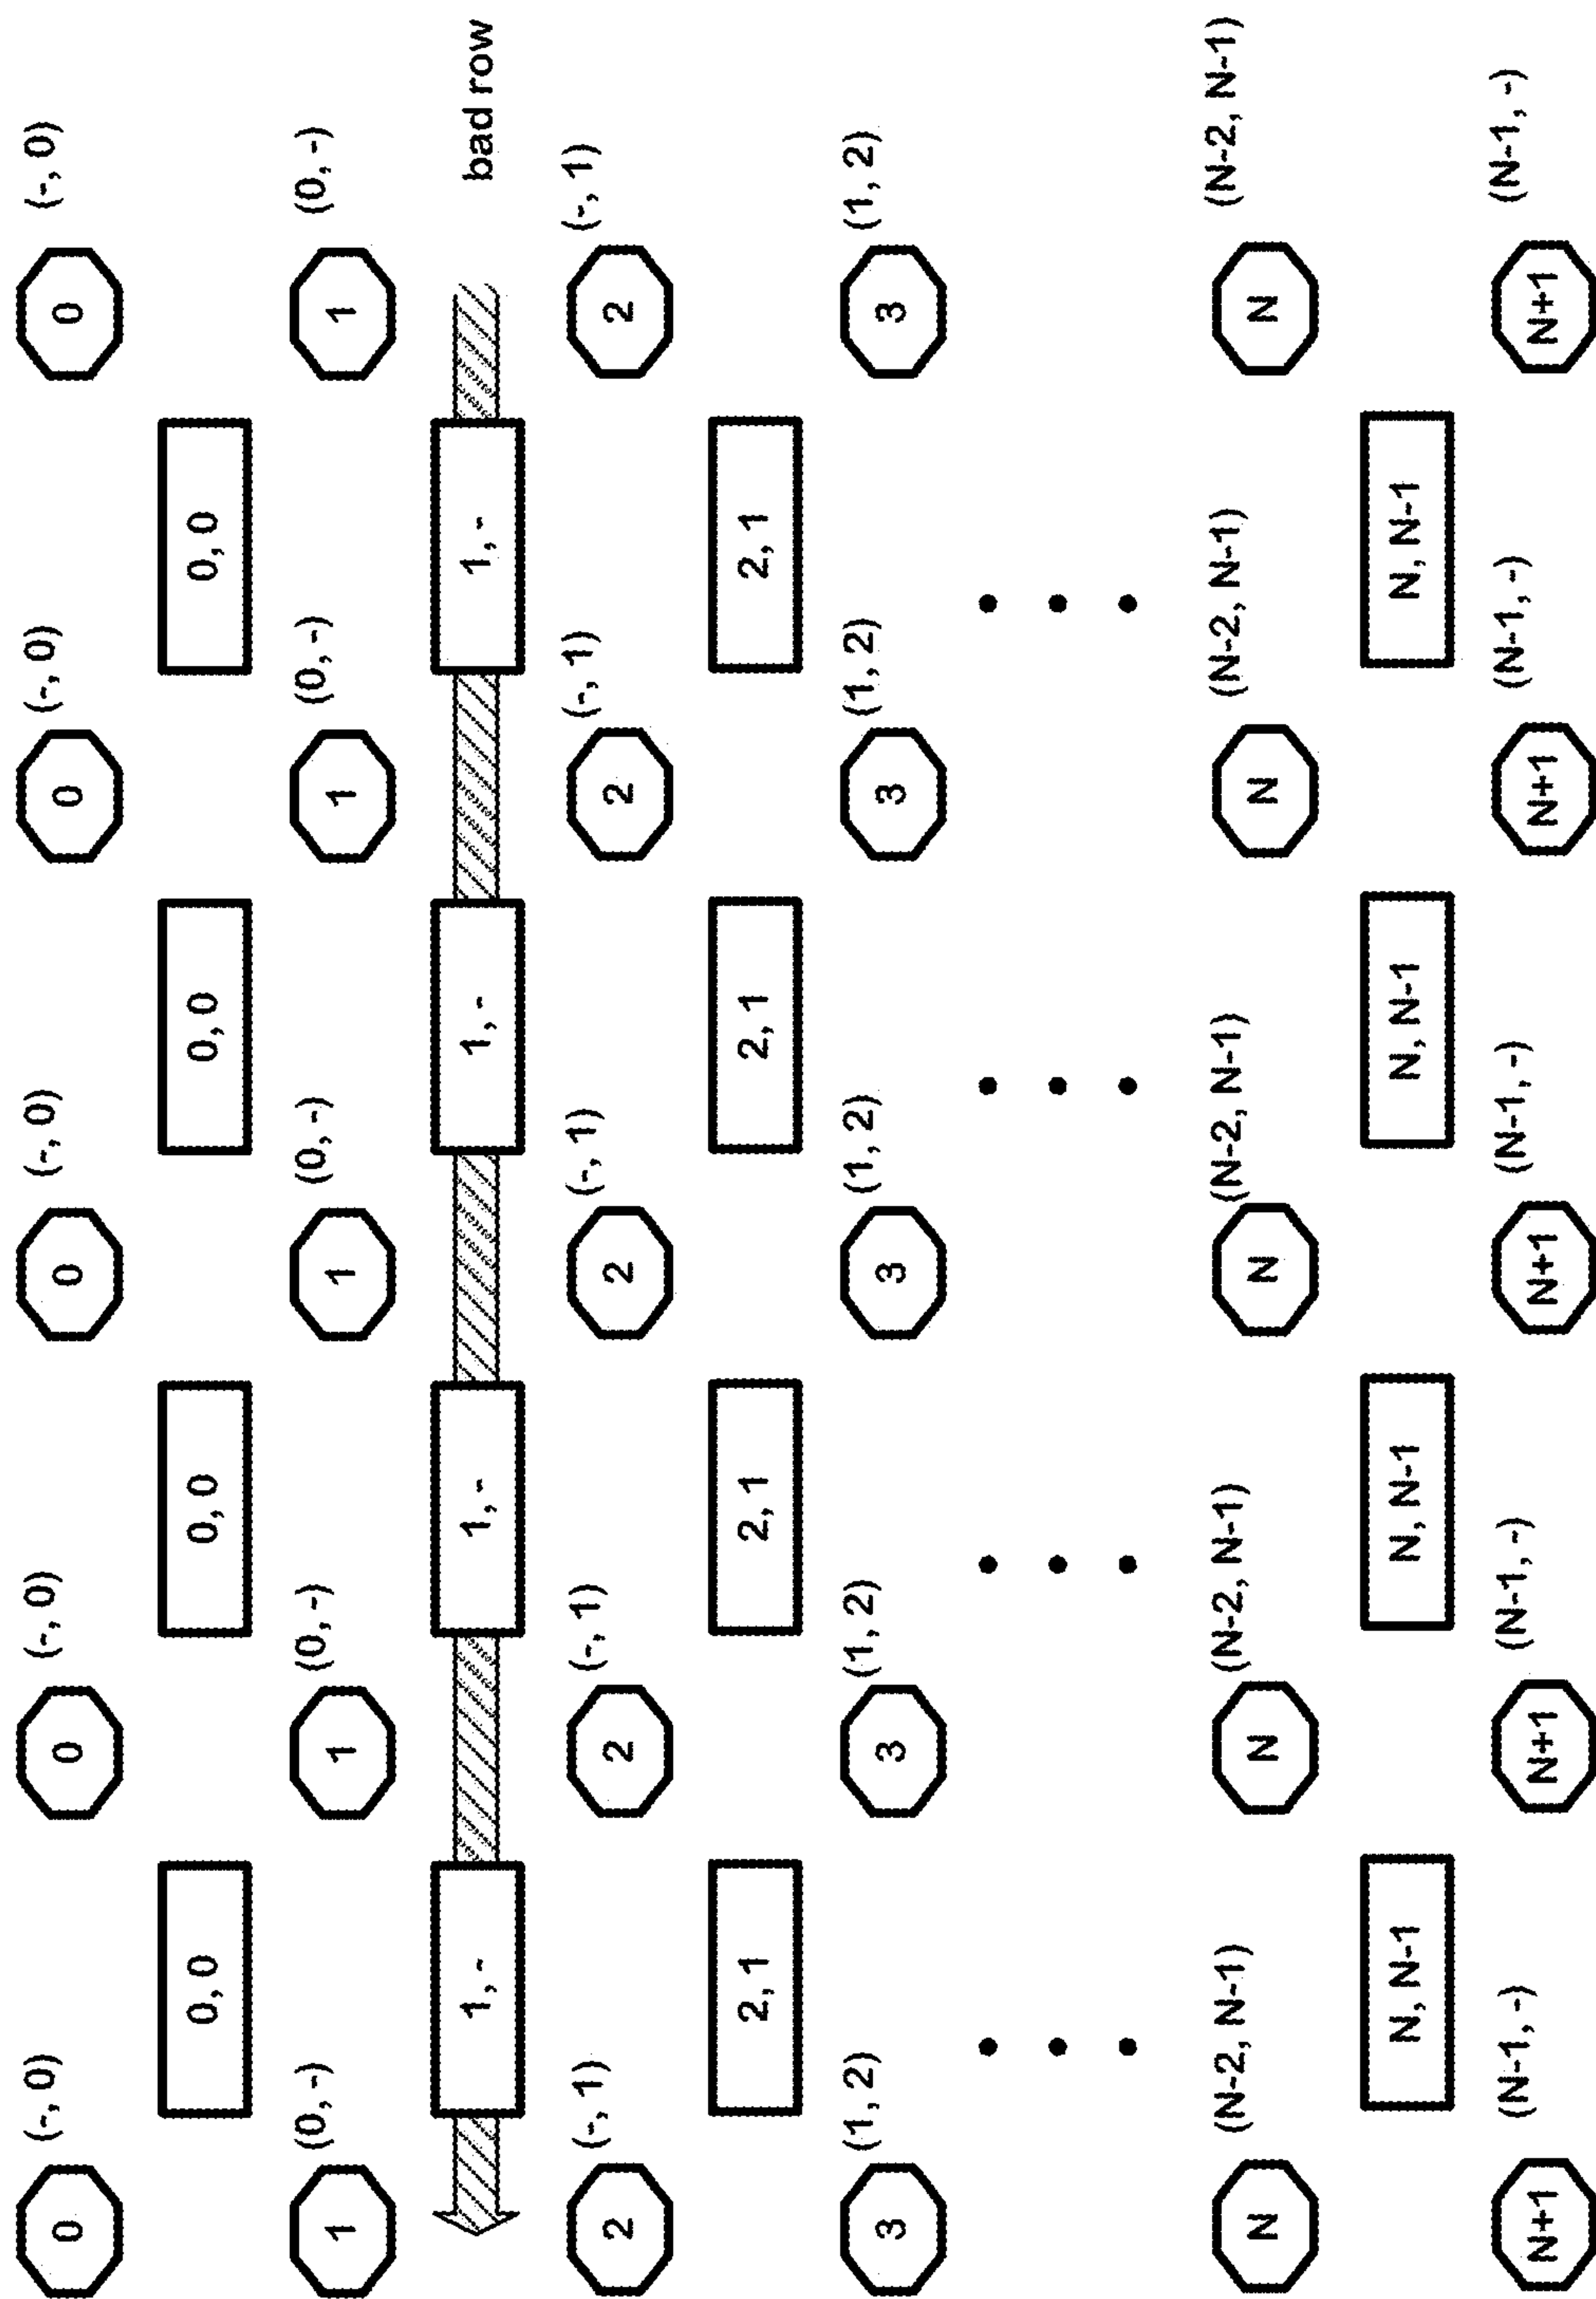 0 (-, 0) 0 (-, 0) 0 (-, 0) 0 (-, 0) 0 (-, 0)
0, 0 0, 0 0, 0 0, 0
1 (0, -) 1 (0, -) 1 (0, -) 1 (0, -) 1 (0, -)
1, - 1, - 1, - 1, - bad row
2 (-, 1) 2 (-, 1) 2 (-, 1) 2 (-, 1) 2 (-, 1)
2, 1 2, 1 2, 1 2, 1
3 (1, 2) 3 (1, 2) 3 (1, 2) 3 (1, 2) 3 (1, 2)
N (N-2, N-1) N (N-2, N-1) N (N-2, N-1) N (N-2, N-1) N (N-2, N-1)
N, N-1 N, N-1 N, N-1 N, N-1
N+1 (N-1, -) N+1 (N-1, -) N+1 (N-1, -) N+1 (N-1, -) N+1 (N-1, -)